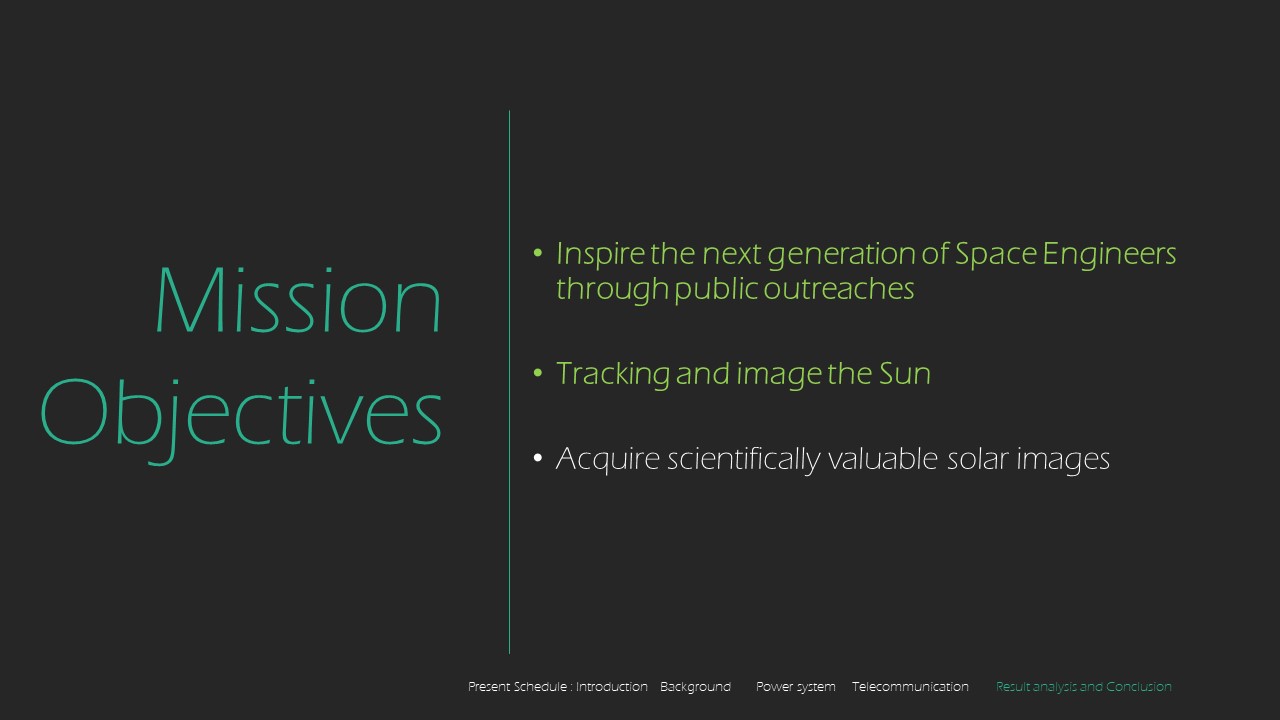 Mission
Objectives
• Inspire the next generation of Space Engineers
through public outreaches
• Tracking and image the Sun
• Acquire scientifically valuable solar images
Present Schedule : Introduction Background Power system Telecommunication Result analysis and Conclusion